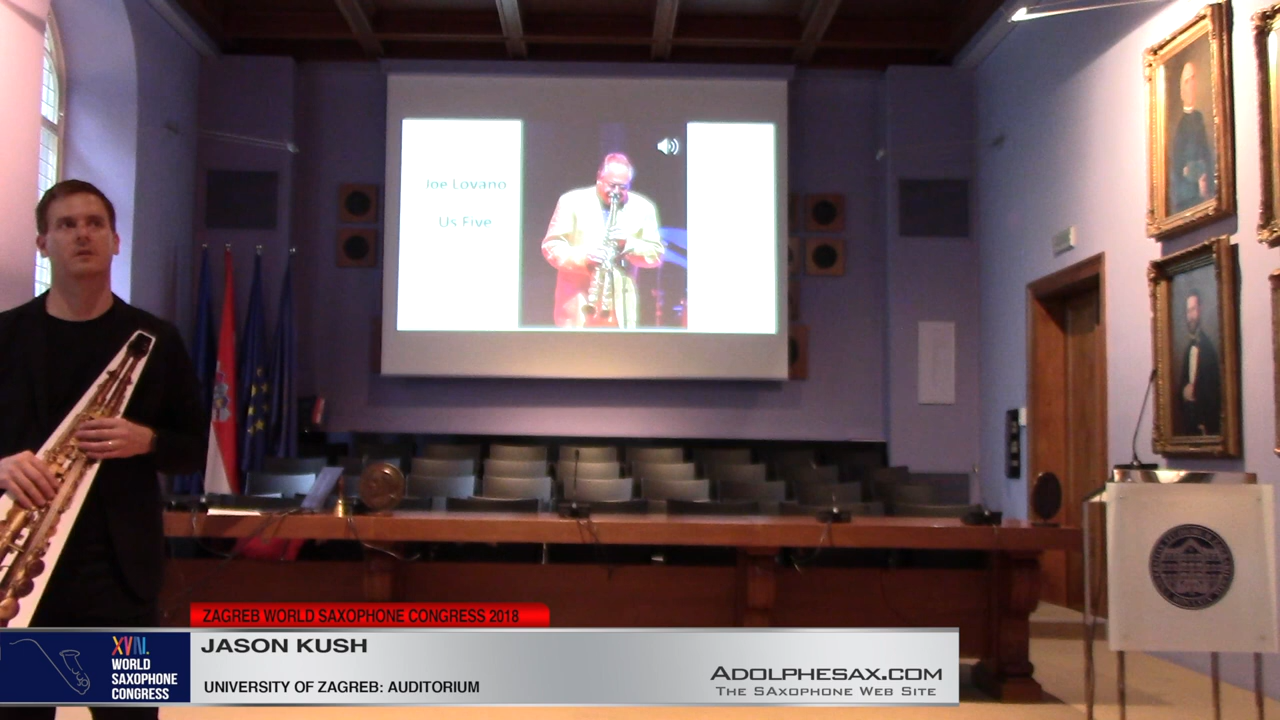 Joe Lovano
Us Five
ZAGREB WORLD SAXOPHONE CONGRESS 2018
JASON KUSH
XVIII.
WORLD
SAXOPHONE
CONGRESS
UNIVERSITY OF ZAGREB: AUDITORIUM
ADOLPHESAX.COM
THE SAXOPHONE WEB SITE